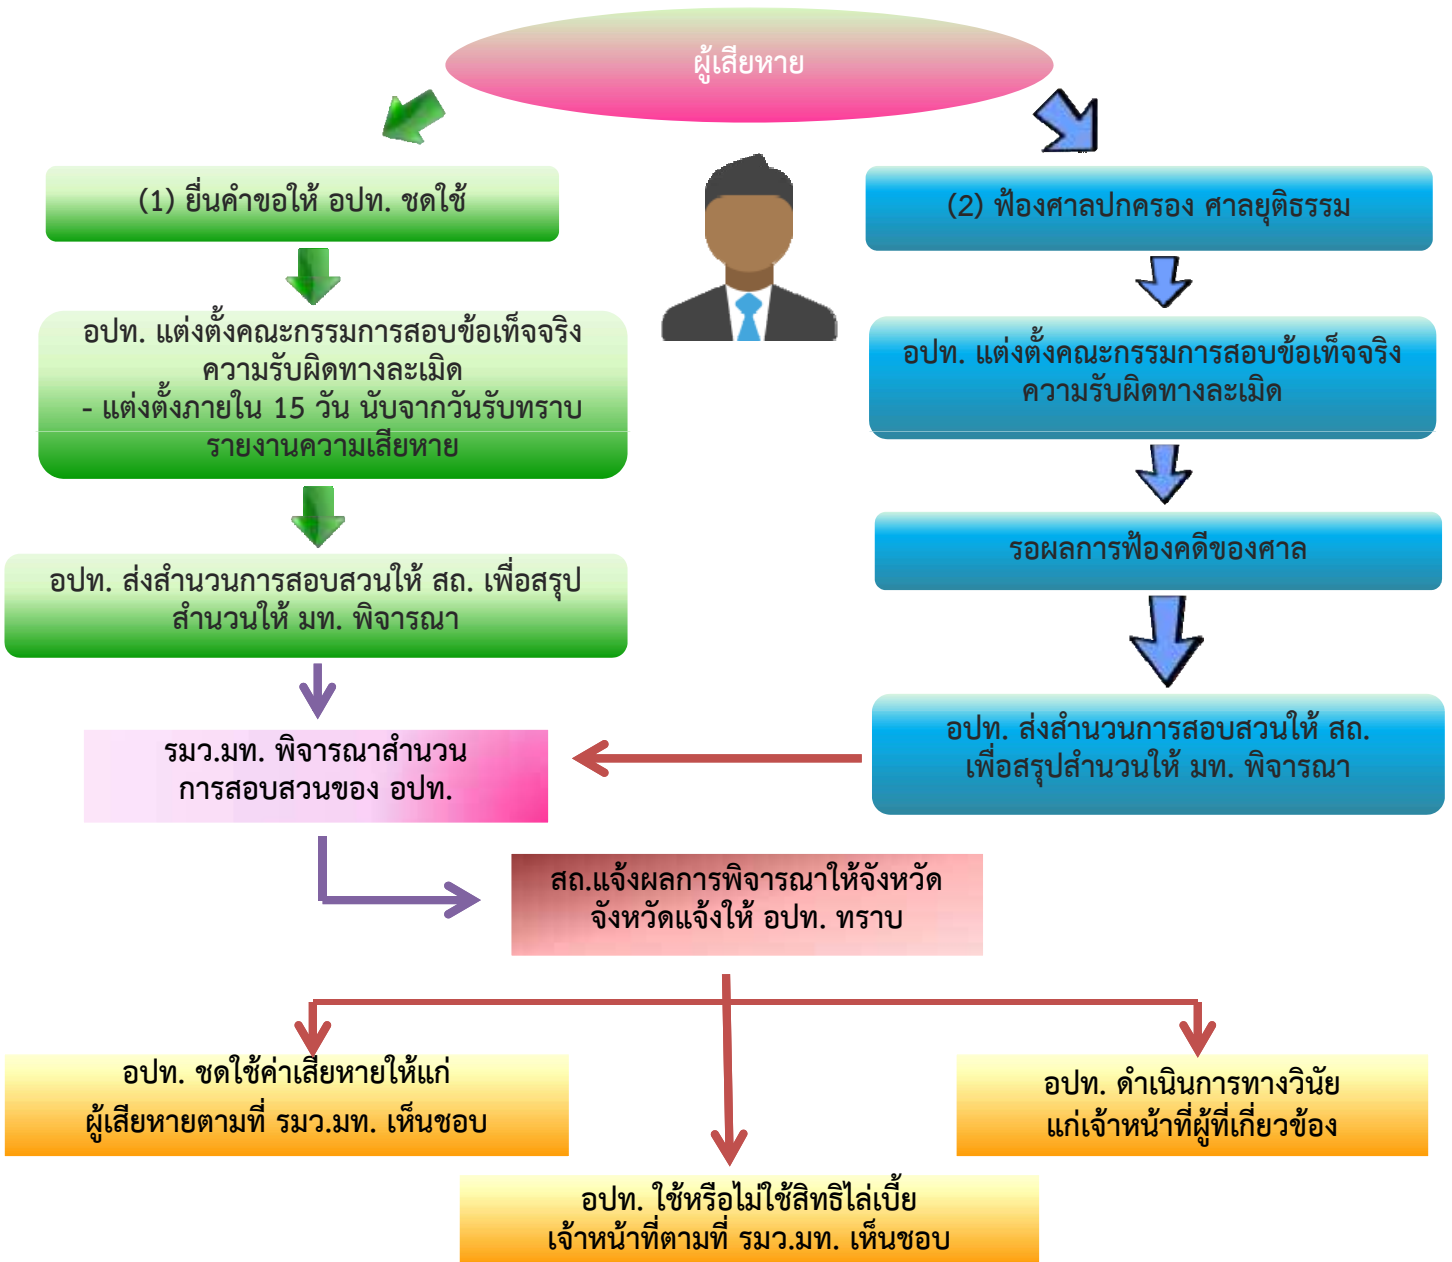 ผู้เสียหาย
(1) ยื่นคำขอให้ อปท. ชดใช้
อปท. แต่งตั้งคณะกรรมการสอบข้อเท็จจริง
ความรับผิดทางละเมิด
- แต่งตั้งภายใน 15 วัน นับจากวันรับทราบ
รายงานความเสียหาย
อปท. ส่งสำนวนการสอบสวนให้ สถ. เพื่อสรุป
สำนวนให้ มท. พิจารณา
(2) ฟ้องศาลปกครอง ศาลยุติธรรม
อปท. แต่งตั้งคณะกรรมการสอบข้อเท็จจริง
ความรับผิดทางละเมิด
รอผลการฟ้องคดีของศาล
อปท. ส่งสำนวนการสอบสวนให้ สถ.
เพื่อสรุปสำนวนให้ มท. พิจารณา
รมว.มท. พิจารณาสำนวน
การสอบสวนของ อปท.
สถ.แจ้งผลการพิจารณาให้จังหวัด
จังหวัดแจ้งให้ อปท. ทราบ
อปท. ชดใช้ค่าเสียหายให้แก่
ผู้เสียหายตามที่ รมว.มท. เห็นชอบ
อปท. ใช้หรือไม่ใช้สิทธิไล่เบี้ย
เจ้าหน้าที่ตามที่ รมว.มท. เห็นชอบ
อปท. ดำเนินการทางวินัย
แก่เจ้าหน้าที่ผู้ที่เกี่ยวข้อง